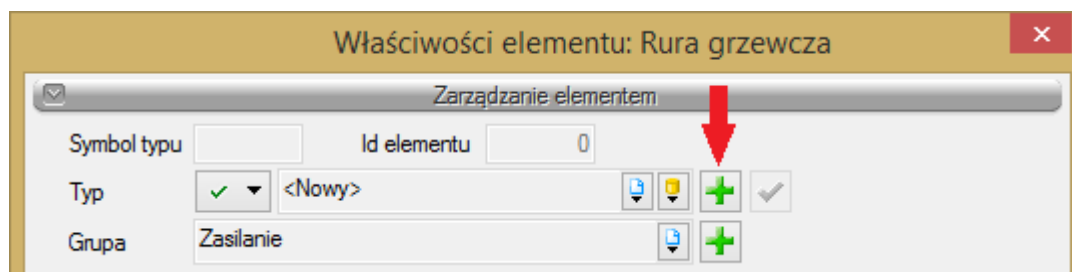 Właściwości elementu: Rura grzewcza
Zarządzanie elementem
Symbol typu Id elementu 0
Typ <Nowy>
Grupa Zasilanie